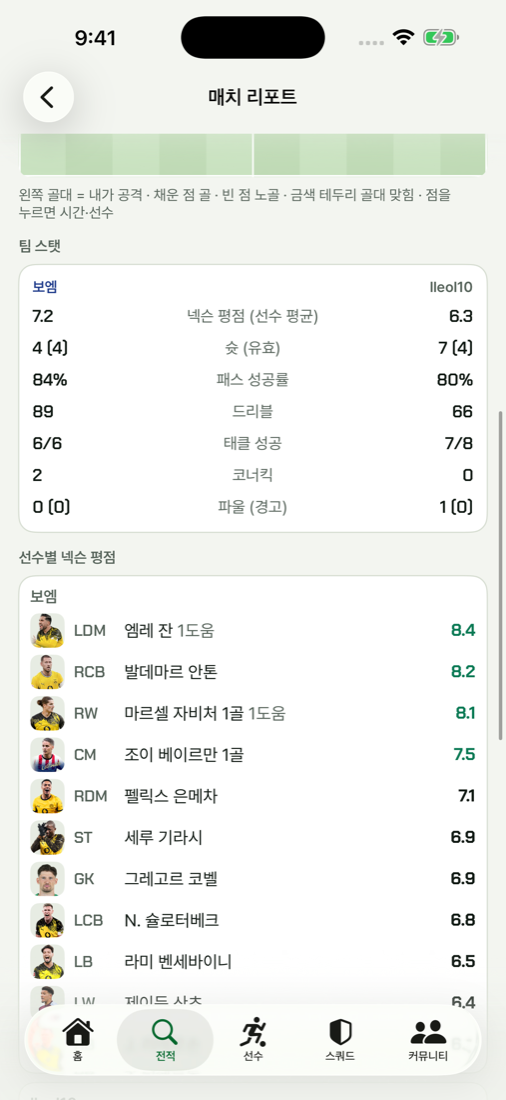 9:41
매치 리포트
왼쪽 골대 = 내가 공격 · 채운 점 골 · 빈 점 노골 · 금색 테두리 골대 맞힘 · 점을
누르면 시간·선수
팀 스탯
보엠 lleol10
7.2 넥슨 평점 (선수 평균) 6.3
4 (4) 슛 (유효) 7 (4)
84% 패스 성공률 80%
89 드리블 66
6/6 태클 성공 7/8
2 코너킥 0
0 (0) 파울 (경고) 1 (0)
선수별 넥슨 평점
보엠
LDM 엠레 잔 1도움 8.4
RCB 발데마르 안톤 8.2
RW 마르셀 자비처 1골 1도움 8.1
CM 조이 베이르만 1골 7.5
RDM 펠릭스 은메차 7.1
ST 세루 기라시 6.9
GK 그레고르 코벨 6.9
LCB N. 슐로터베크 6.8
LB 라미 벤세바이니 6.5
LW 제이든 산초 6.4
홈 전적 선수 스쿼드 커뮤니티